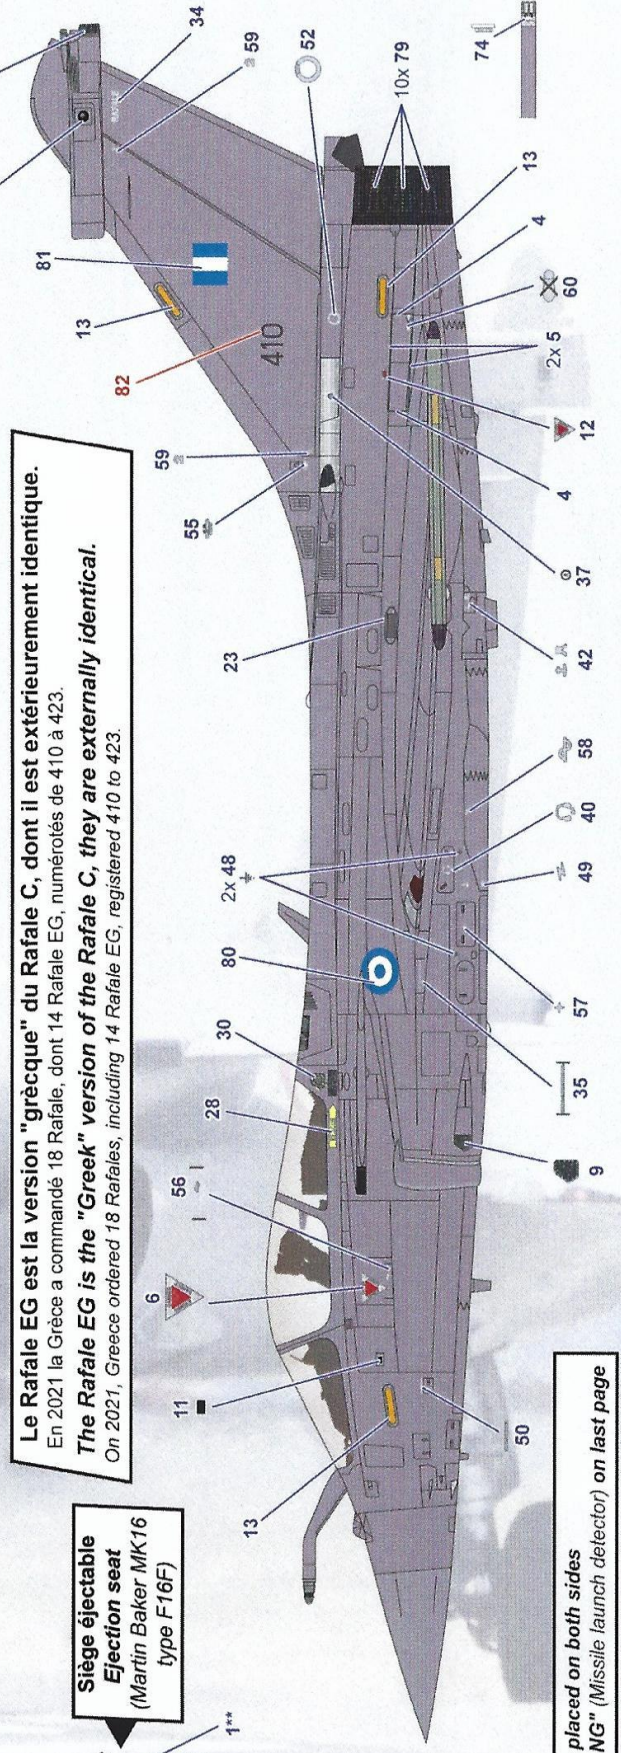 Le Rafale EG est la version "grècque" du Rafale C, dont il est extérieurement identique.
En 2021 la Grèce a commandé 18 Rafale, dont 14 Rafale EG, numérotés de 410 à 423.
The Rafale EG is the "Greek" version of the Rafale C, they are externally identical.
On 2021, Greece ordered 18 Rafales, including 14 Rafale EG, registered 410 to 423.
Siège éjectable
Ejection seat
(Martin Baker MK16
type F16F)
1**
13
11
6
56
28
30
80
2x 48
23
55
59
82
13
81
34
59
52
10x 79
74
410
RAFALE
13
4
60
2x 5
12
4
37
42
58
40
49
57
35
9
50
placed on both sides
NG" (Missile launch detector) on last page